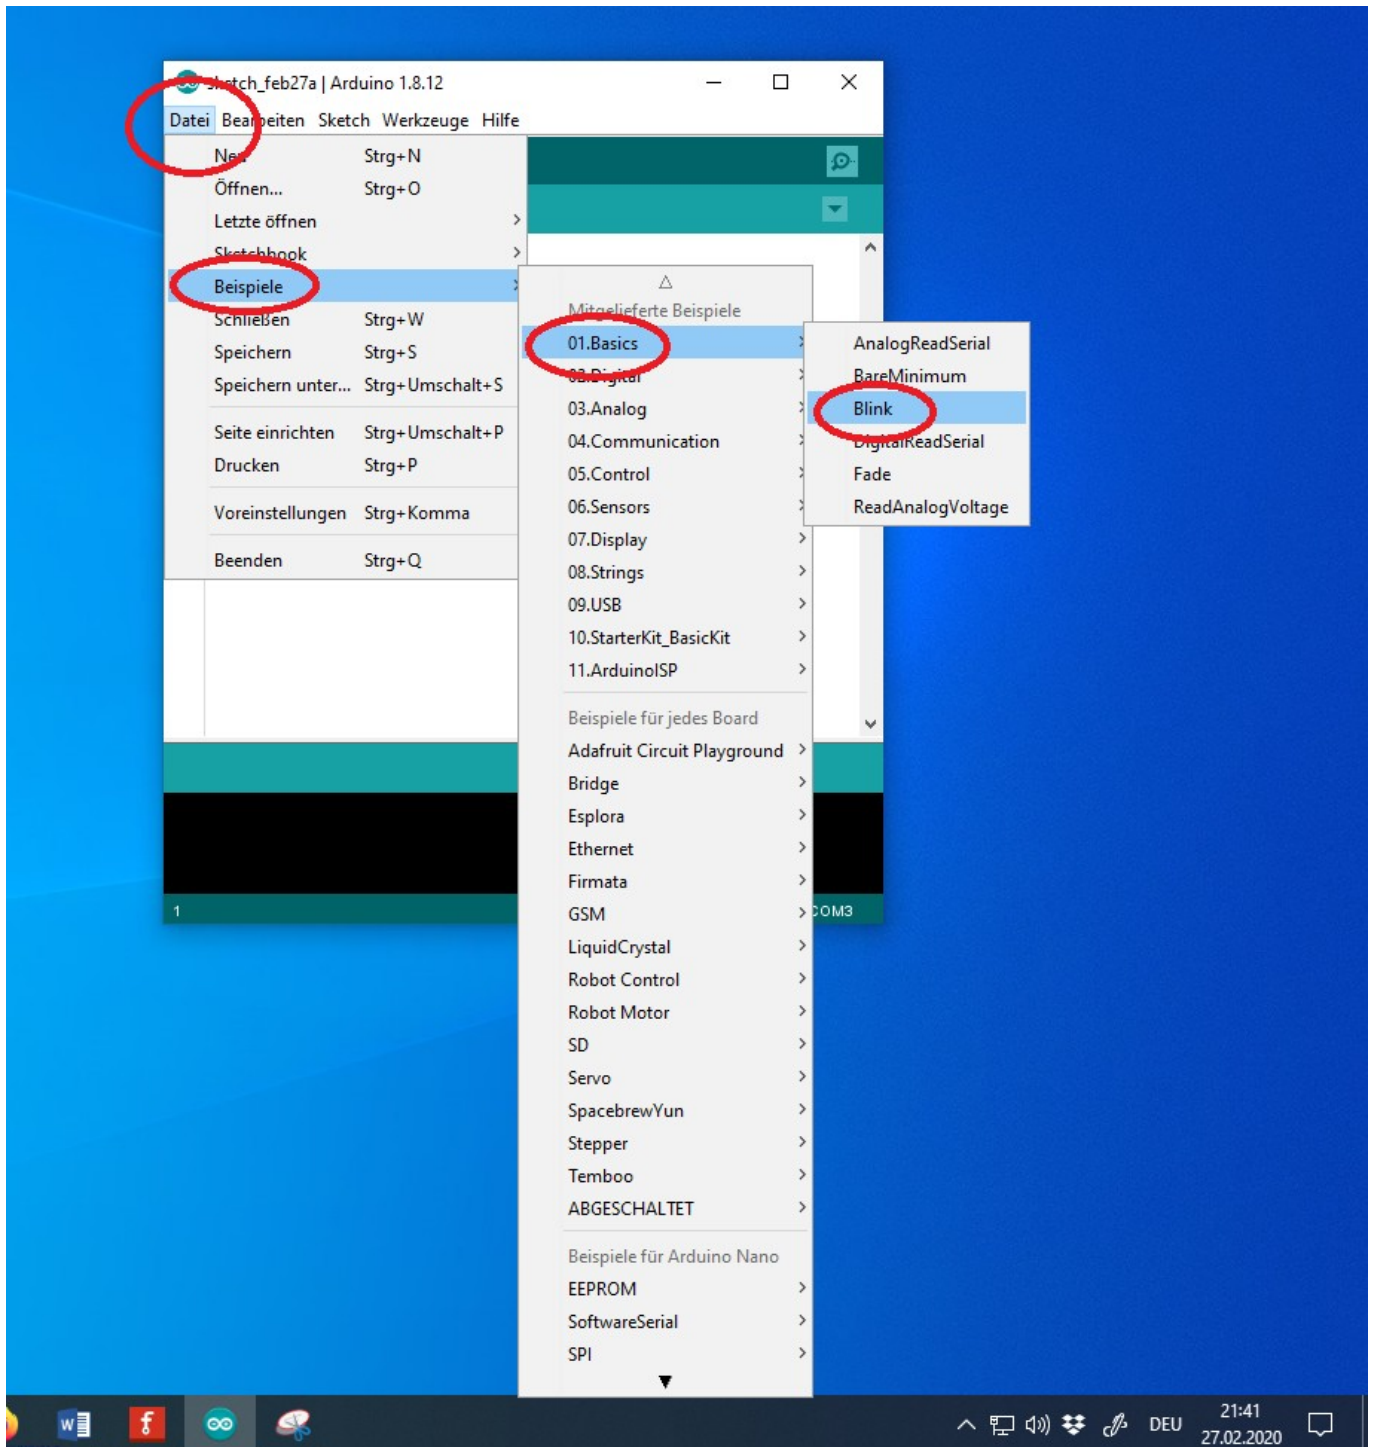 sketch_feb27a | Arduino 1.8.12
Datei Bearbeiten Sketch Werkzeuge Hilfe
Neu Strg+N
Öffnen... Strg+O
Letzte öffnen
Sketchbook
Beispiele
Schließen Strg+W
Speichern Strg+S
Speichern unter... Strg+Umschalt+S
Seite einrichten Strg+Umschalt+P
Drucken Strg+P
Voreinstellungen Strg+Komma
Beenden Strg+Q
Mitgelieferte Beispiele
01.Basics
02.Digital
03.Analog
04.Communication
05.Control
06.Sensors
07.Display
08.Strings
09.USB
10.StarterKit_BasicKit
11.ArduinoISP
Beispiele für jedes Board
Adafruit Circuit Playground
Bridge
Esplora
Ethernet
Firmata
GSM
LiquidCrystal
Robot Control
Robot Motor
SD
Servo
SpacebrewYun
Stepper
Temboo
ABGESCHALTET
Beispiele für Arduino Nano
EEPROM
SoftwareSerial
SPI
AnalogReadSerial
BareMinimum
Blink
DigitalReadSerial
Fade
ReadAnalogVoltage
1 COM3
DEU
21:41
27.02.2020